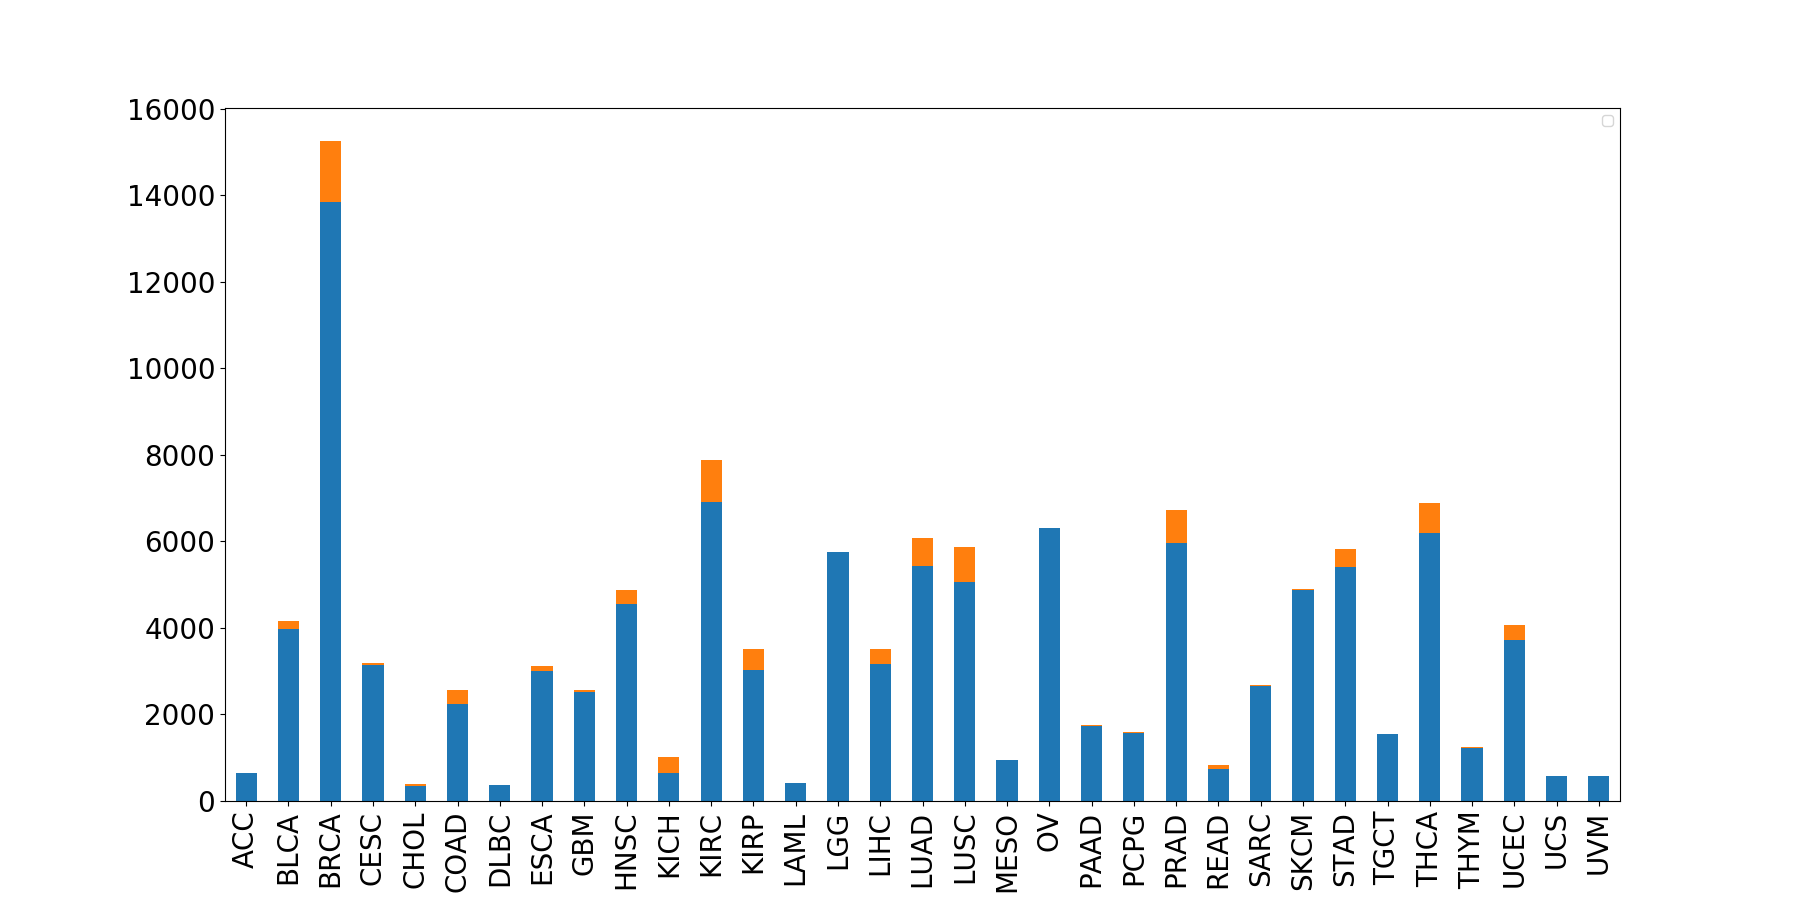 16000
14000
12000
10000
8000
6000
4000
2000
0
ACC
BLCA
BRCA
CESC
CHOL
COAD
DLBC
ESCA
GBM
HNSC
KICH
KIRC
KIRP
LAML
LGG
LIHC
LUAD
LUSC
MESO
OV
PAAD
PCPG
PRAD
READ
SARC
SKCM
STAD
TGCT
THCA
THYM
UCEC
UCS
UVM